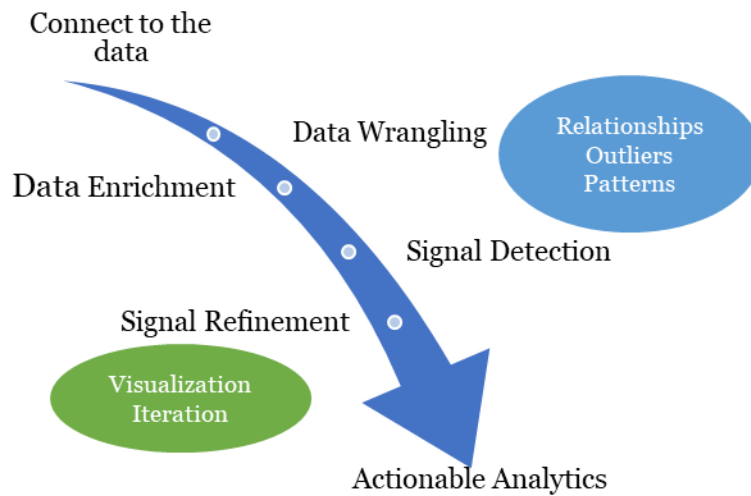 Connect to the
data
Data Wrangling
Relationships
Outliers
Patterns
Data Enrichment
Signal Detection
Signal Refinement
Visualization
Iteration
Actionable Analytics